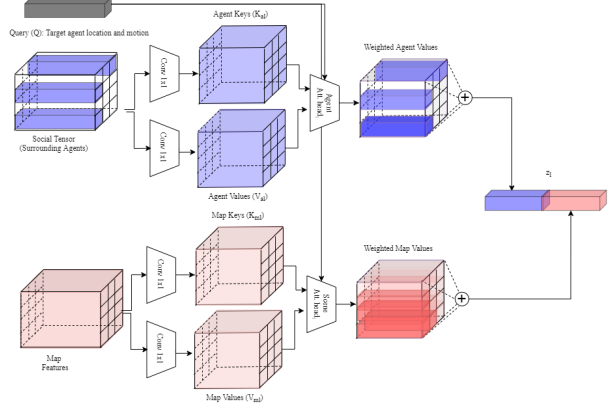 Agent Keys (Kal)
Query (Q): Target agent location and motion
Weighted Agent Values
Conv 1x1
Agent
Att. head
Social Tensor
(Surrounding Agents)
Conv 1x1
Agent Values (Val)
zl
Map Keys (Kml)
Weighted Map Values
Conv 1x1
Scene
Att. head
Conv 1x1
Map
Features
Map Values (Vml)